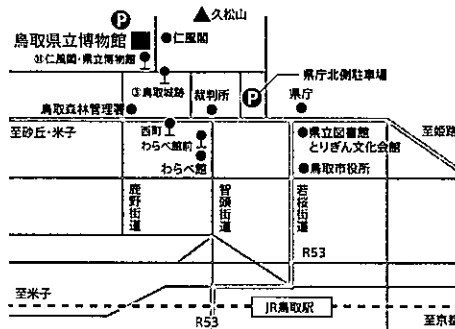 P
▲久松山
鳥取県立博物館
仁風閣
仁風閣・県立博物館
③鳥取城跡
裁判所
P
県庁北側駐車場
県庁
鳥取森林管理署
至砂丘・米子
西町
わらべ館前
わらべ館
県立図書館
とりぎん文化会館
鳥取市役所
至姫路
鹿野街道
智頭街道
若桜街道
R53
至米子
JR鳥取駅
R53
至京都